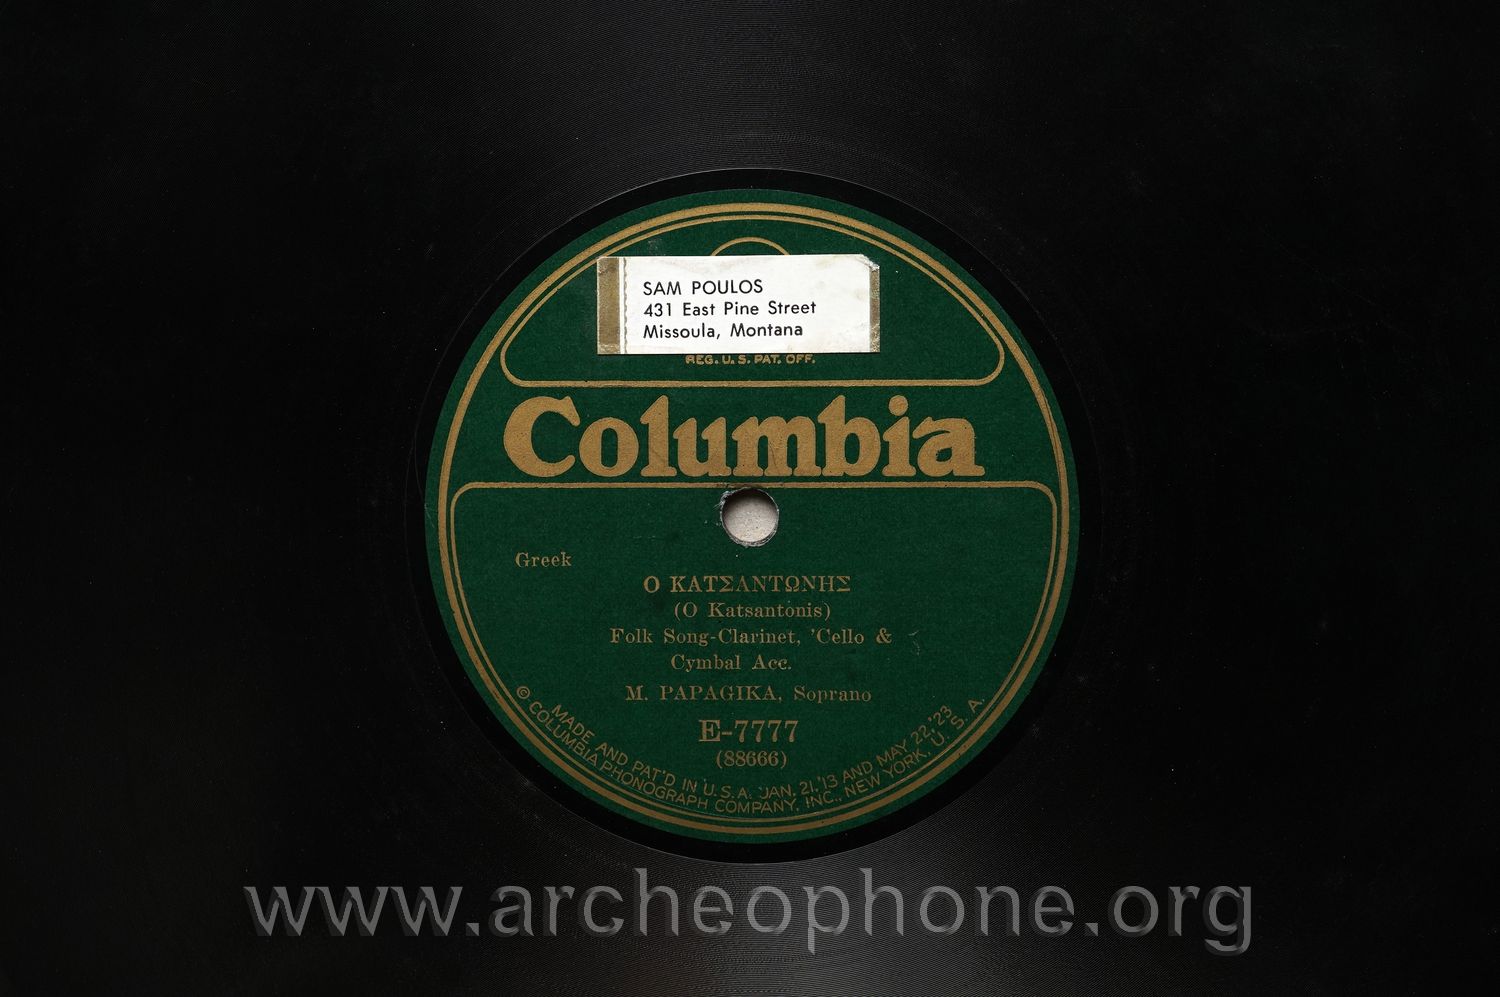 SAM POULOS
431 East Pine Street
Missoula, Montana
REG. U.S. PAT. OFF.
Columbia
Greek
Ο ΚΑΤΣΑΝΤΩΝΗΣ
(O Katsantónis)
Folk Song-Clarinet, 'Cello &
Cymbal Acc.
M. PAPAGIKA, Soprano
E-7777
(88666)
MADE AND PAT'D IN U.S.A. JAN. 21,'13 AND MAY 22,'23
© COLUMBIA PHONOGRAPH COMPANY, INC., NEW YORK, U. S. A.
www.archeophone.org